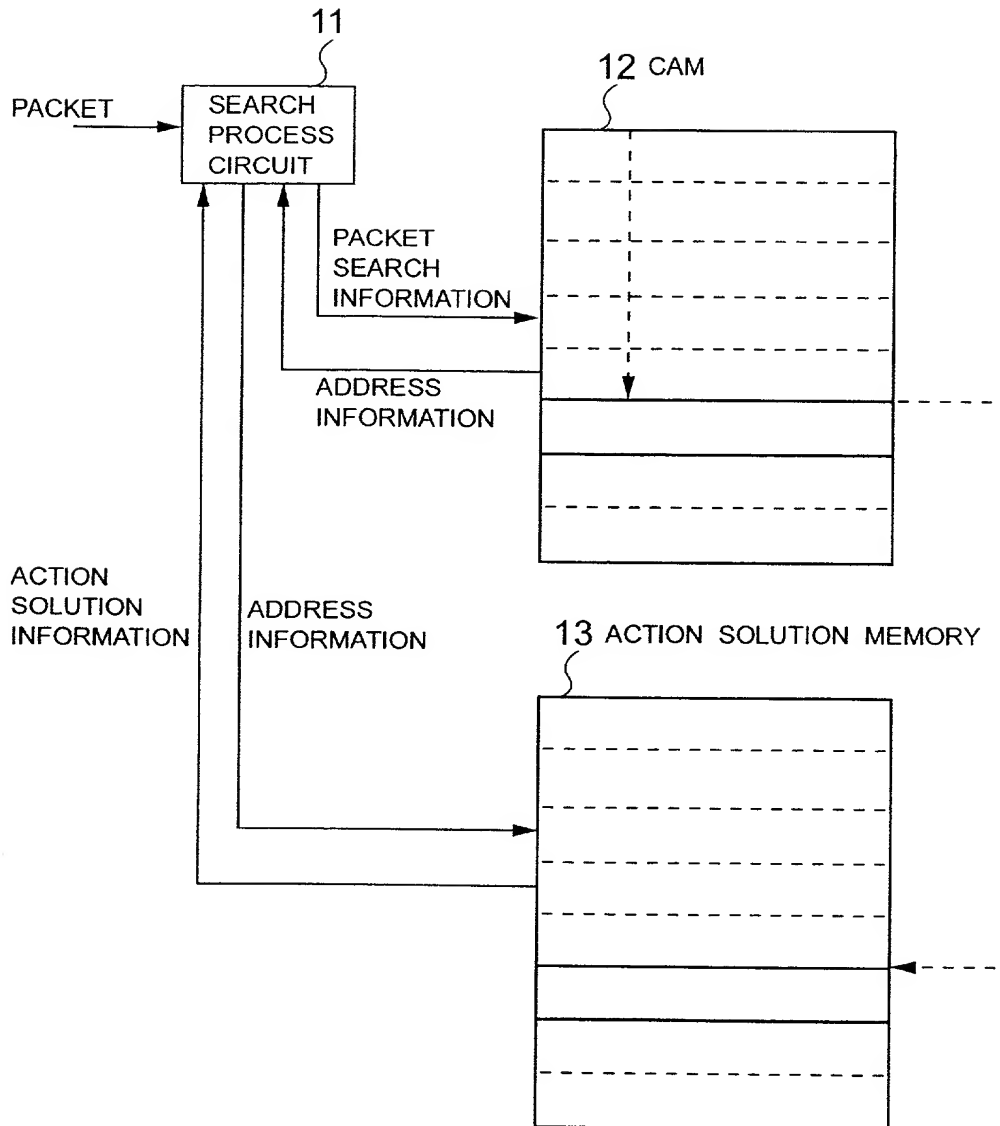 11
12 CAM
PACKET
SEARCH
PROCESS
CIRCUIT
PACKET
SEARCH
INFORMATION
ADDRESS
INFORMATION
ACTION
SOLUTION
INFORMATION
ADDRESS
INFORMATION
13 ACTION SOLUTION MEMORY